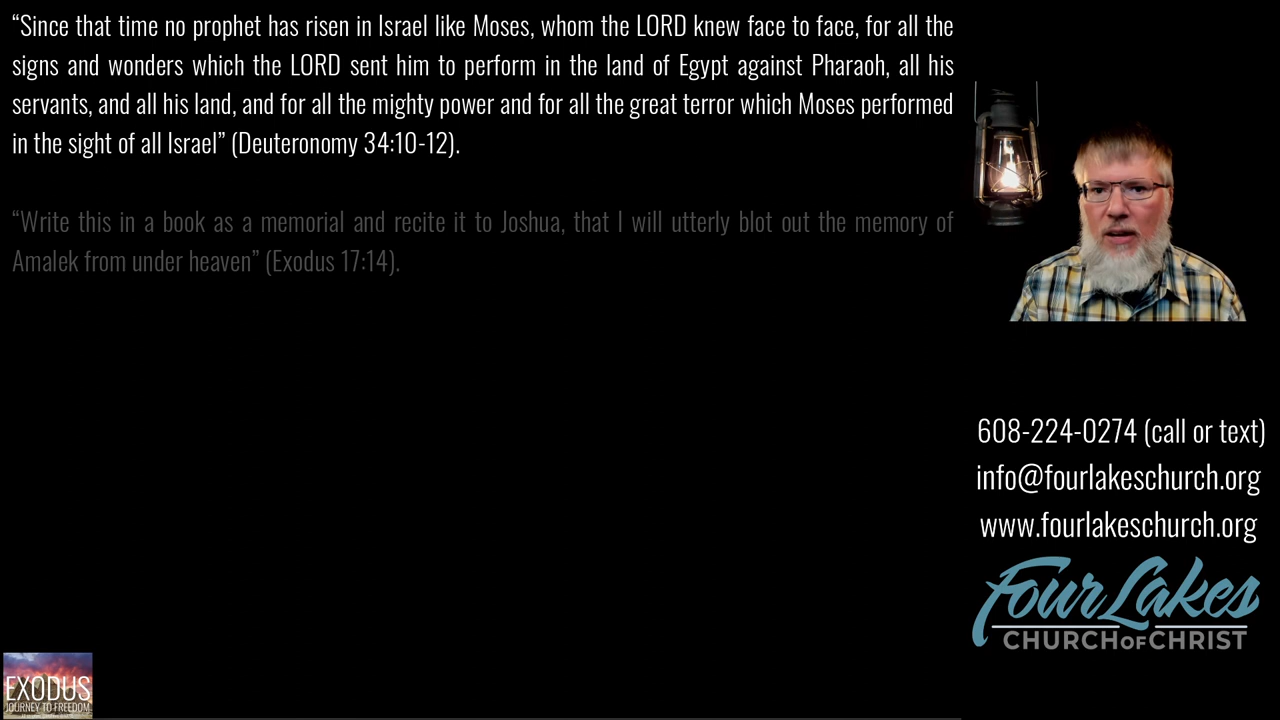 “Since that time no prophet has risen in Israel like Moses, whom the LORD knew face to face, for all the
signs and wonders which the LORD sent him to perform in the land of Egypt against Pharaoh, all his
servants, and all his land, and for all the mighty power and for all the great terror which Moses performed
in the sight of all Israel” (Deuteronomy 34:10-12).
“Write this in a book as a memorial and recite it to Joshua, that I will utterly blot out the memory of
Amalek from under heaven” (Exodus 17:14).
608-224-0274 (call or text)
info@fourlakeschurch.org
www.fourlakeschurch.org
Four Lakes
CHURCH OF CHRIST
EXODUS
JOURNEY TO FREEDOM